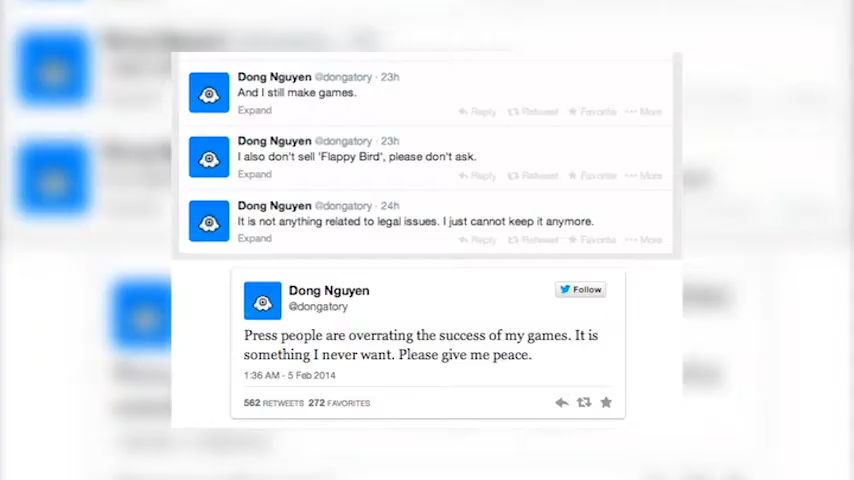 Dong Nguyen @dongatory · 23h
And I still make games.
Expand
Reply Retweet Favorite More
Dong Nguyen @dongatory · 23h
I also don't sell 'Flappy Bird', please don't ask.
Expand
Reply Retweet Favorite More
Dong Nguyen @dongatory · 24h
It is not anything related to legal issues. I just cannot keep it anymore.
Expand
Reply Retweet Favorite More
Dong Nguyen
Follow
@dongatory
Press people are overrating the success of my games. It is
something I never want. Please give me peace.
1:36 AM - 5 Feb 2014
562 RETWEETS 272 FAVORITES